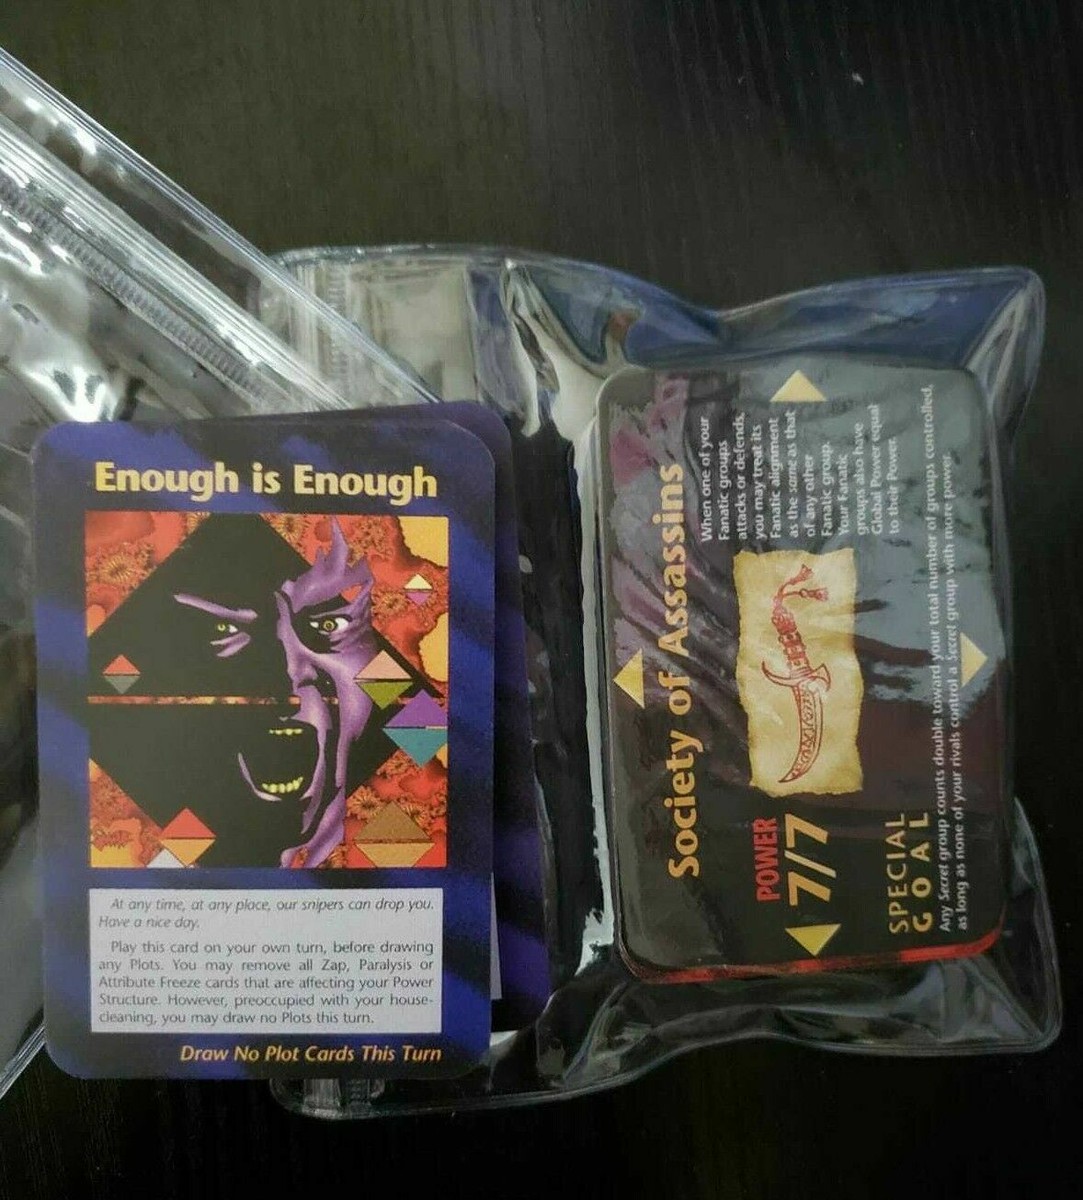 Enough is Enough
At any time, at any place, our snipers can drop you.
Have a nice day.
Play this card on your own turn, before drawing
any Plots. You may remove all Zap, Paralysis or
Attribute Freeze cards that are affecting your Power
Structure. However, preoccupied with your house-
cleaning, you may draw no Plots this turn.
Draw No Plot Cards This Turn
Society of Assassins
POWER
7/7
When one of your
Fanatic groups
attacks or defends,
you may treat its
Fanatic alignment
as the same as that
of any other
Fanatic group.
Your Fanatic
groups also have
Global Power equal
to their Power.
SPECIAL
GOAL
Any Secret group counts double toward your total number of groups controlled,
as long as none of your rivals control a Secret group with more power.